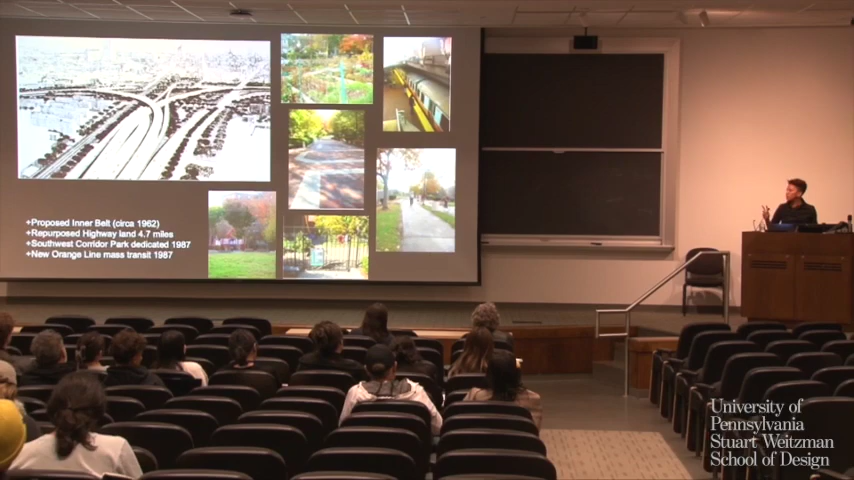 +Proposed Inner Belt (circa 1962)
+Repurposed Highway land 4.7 miles
+Southwest Corridor Park dedicated 1987
+New Orange Line mass transit 1987
University of
Pennsylvania
Stuart Weitzman
School of Design